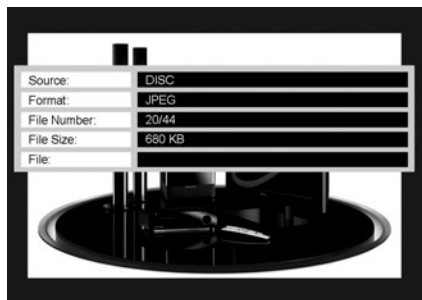 Source: DISC
Format: JPEG
File Number: 20/44
File Size: 680 KB
File: